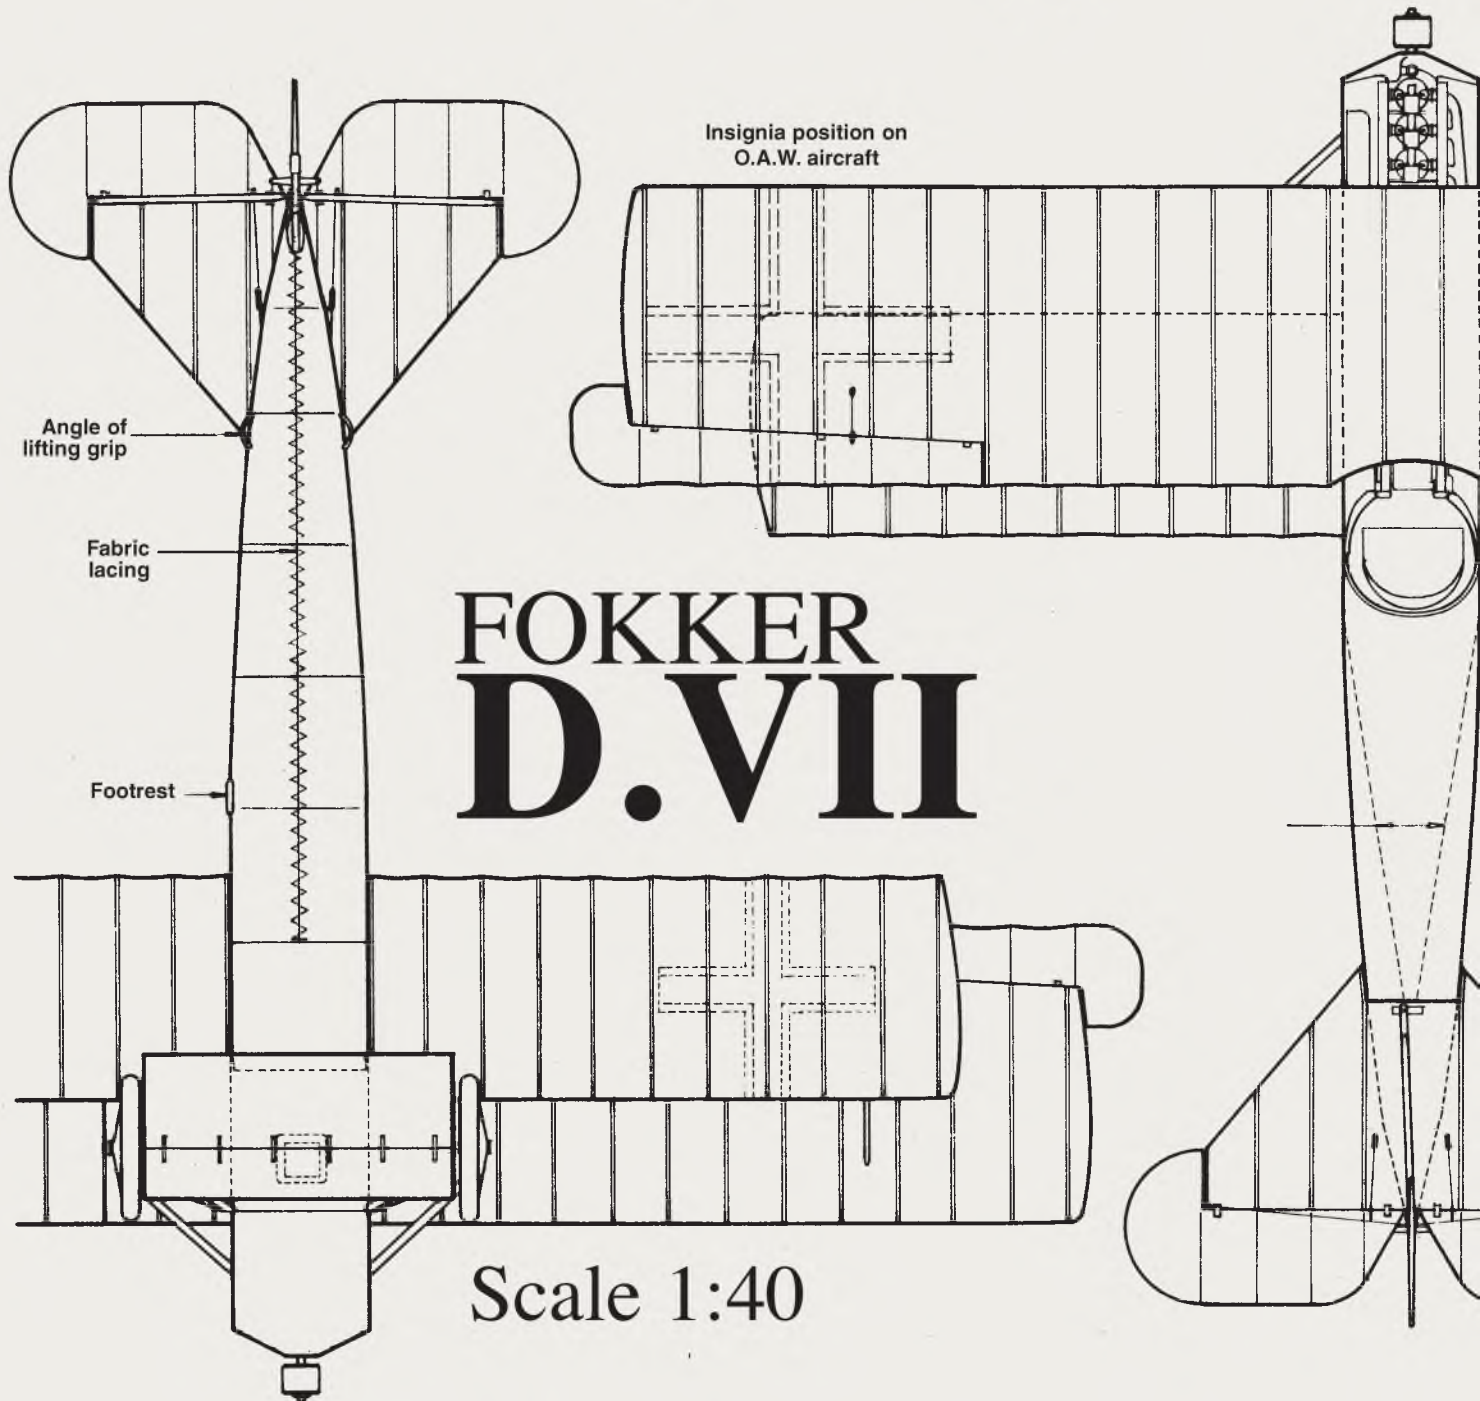 Insignia position on
O.A.W. aircraft
Angle of
lifting grip
Fabric
lacing
FOKKER
D.VII
Footrest
Scale 1:40